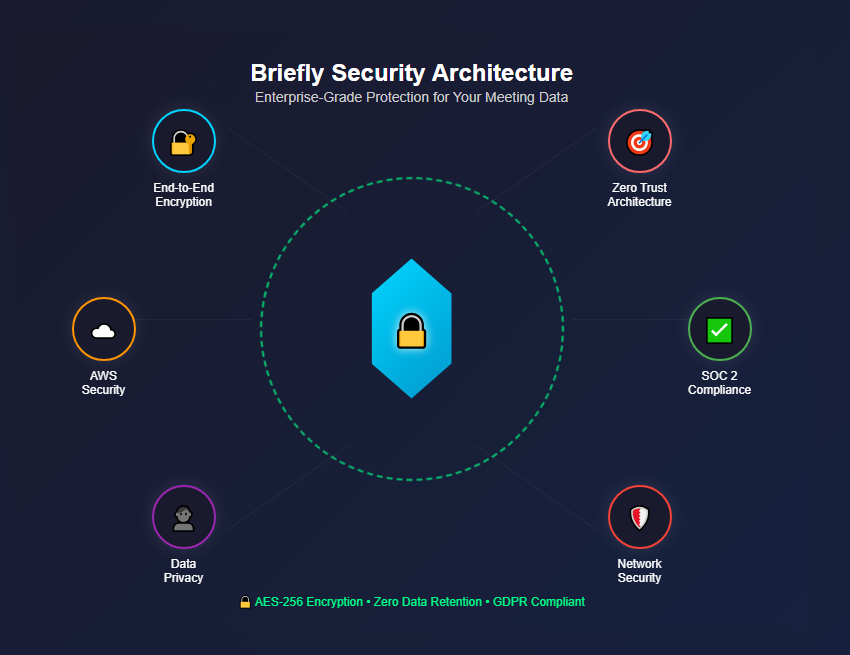 Briefly Security Architecture
Enterprise-Grade Protection for Your Meeting Data
End-to-End
Encryption
Zero Trust
Architecture
AWS
Security
SOC 2
Compliance
Data
Privacy
Network
Security
AES-256 Encryption • Zero Data Retention • GDPR Compliant